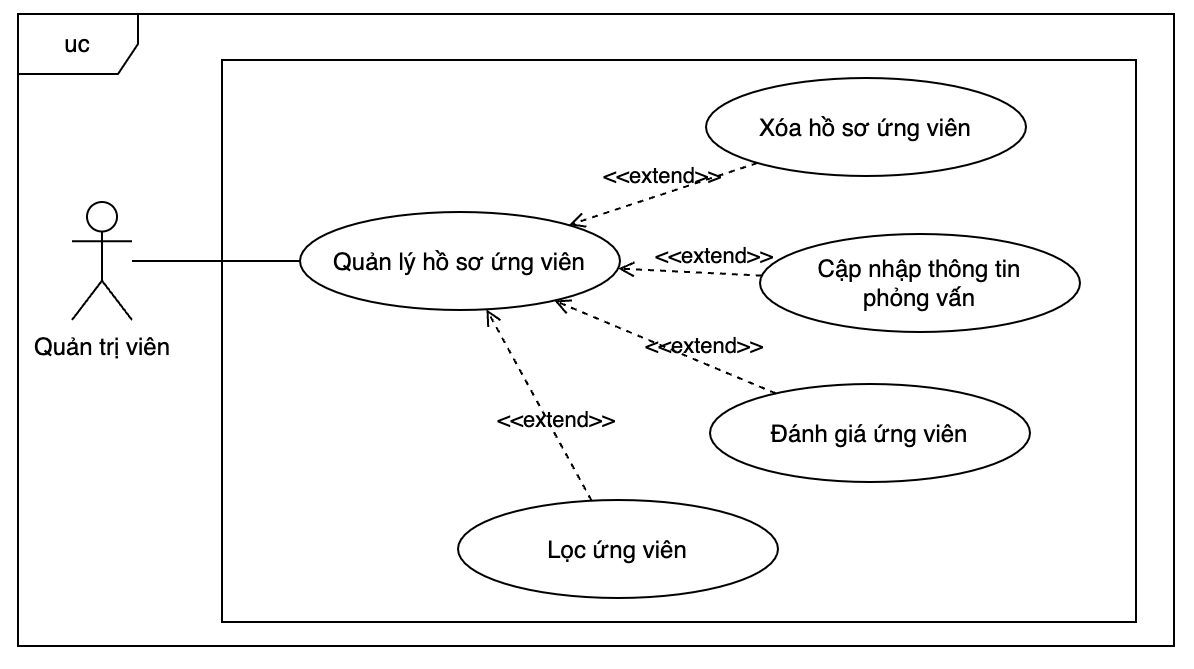 uc
Xóa hồ sơ ứng viên
<<extend>>
Quản lý hồ sơ ứng viên
<<extend>>
Cập nhập thông tin
phỏng vấn
Quản trị viên
<<extend>>
Đánh giá ứng viên
<<extend>>
Lọc ứng viên